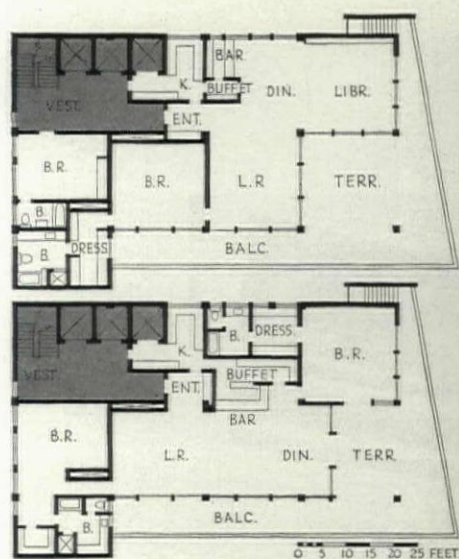 BAR
K.
BUFFET
DIN.
LIBR.
VEST.
ENT.
B.R.
B.R.
L.R
TERR.
B.
DRESS.
B.
BALC.
K.
B.
DRESS.
B.R.
VEST.
BUFFET
ENT.
BAR
B.R.
L.R.
DIN.
TERR.
B.
BALC.
0 5 10 15 20 25 FEET